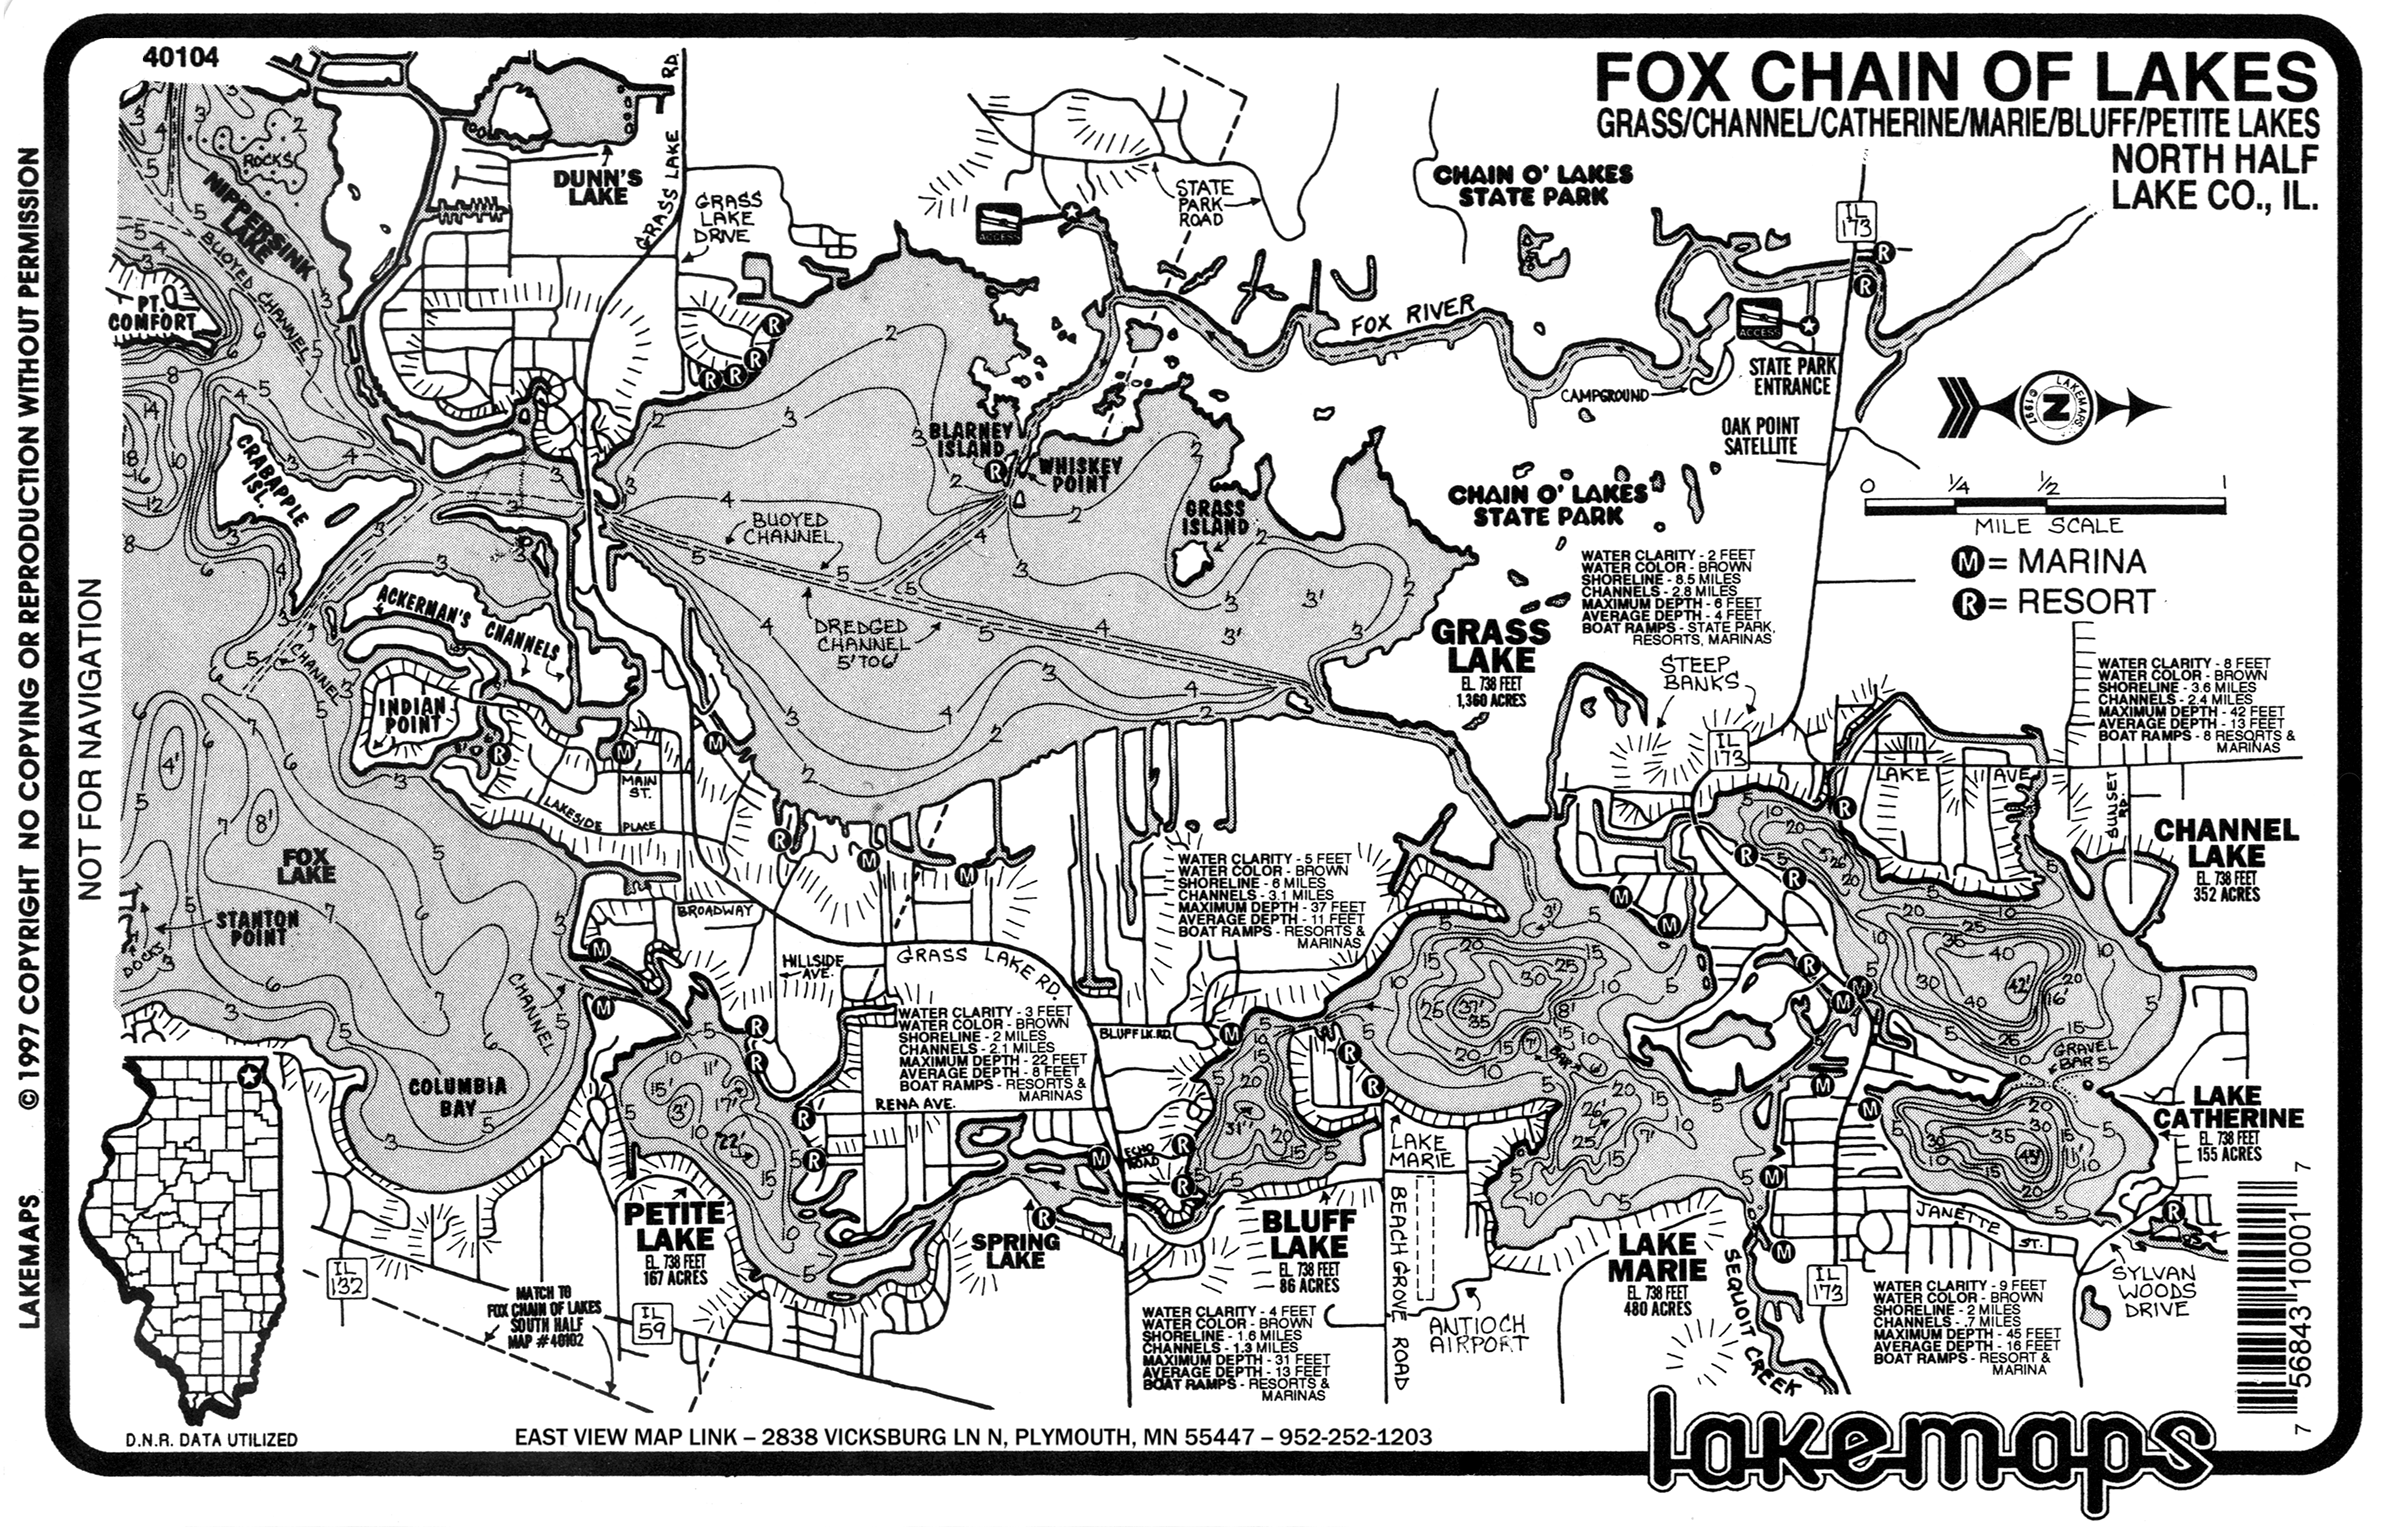 40104
FOX CHAIN OF LAKES
GRASS/CHANNEL/CATHERINE/MARIE/BLUFF/PETITE LAKES
NORTH HALF
LAKE CO., IL.
© 1997 COPYRIGHT NO COPYING OR REPRODUCTION WITHOUT PERMISSION
LAKEMAPS
NOT FOR NAVIGATION
ROCKS
NIPPERSINK
LAKE
BUOYED CHANNEL
PT.
COMFORT
DUNN'S
LAKE
GRASS LAKE RD.
GRASS
LAKE
DRIVE
ACCESS
STATE
PARK
ROAD
CHAIN O' LAKES
STATE PARK
IL
173
FOX RIVER
ACCESS
STATE PARK
ENTRANCE
CAMPGROUND
OAK POINT
SATELLITE
© 1997 LAKEMAPS
N
0 1/4 1/2 1
MILE SCALE
M = MARINA
R = RESORT
CRABAPPLE
ISL.
BLARNEY
ISLAND
WHISKEY
POINT
GRASS
ISLAND
CHAIN O' LAKES
STATE PARK
BUOYED
CHANNEL
DREDGED
CHANNEL
5' TO 6'
GRASS
LAKE
EL. 738 FEET
1,360 ACRES
WATER CLARITY - 2 FEET
WATER COLOR - BROWN
SHORELINE - 8.5 MILES
CHANNELS - 2.8 MILES
MAXIMUM DEPTH - 6 FEET
AVERAGE DEPTH - 4 FEET
BOAT RAMPS - STATE PARK,
RESORTS, MARINAS
STEEP
BANKS
WATER CLARITY - 8 FEET
WATER COLOR - BROWN
SHORELINE - 3.6 MILES
CHANNELS - 2.4 MILES
MAXIMUM DEPTH - 42 FEET
AVERAGE DEPTH - 13 FEET
BOAT RAMPS - 8 RESORTS &
MARINAS
ACKERMAN'S CHANNELS
CHANNEL
INDIAN
POINT
MAIN
ST.
LAKESIDE PLACE
IL
173
LAKE AVE.
SUNSET RD.
CHANNEL
LAKE
EL. 738 FEET
352 ACRES
FOX
LAKE
STANTON
POINT
DOCKS
BROADWAY
CHANNEL
HILLSIDE
AVE.
GRASS LAKE RD.
WATER CLARITY - 5 FEET
WATER COLOR - BROWN
SHORELINE - 6 MILES
CHANNELS - 3.1 MILES
MAXIMUM DEPTH - 37 FEET
AVERAGE DEPTH - 11 FEET
BOAT RAMPS - RESORTS &
MARINAS
WATER CLARITY - 3 FEET
WATER COLOR - BROWN
SHORELINE - 2 MILES
CHANNELS - 2.1 MILES
MAXIMUM DEPTH - 22 FEET
AVERAGE DEPTH - 8 FEET
BOAT RAMPS - RESORTS &
MARINAS
RENA AVE.
BLUFF LK. RD.
BAR
GRAVEL
BAR
COLUMBIA
BAY
ECHO
ROAD
LAKE
MARIE
LAKE
CATHERINE
EL. 738 FEET
155 ACRES
PETITE
LAKE
EL. 738 FEET
167 ACRES
SPRING
LAKE
BLUFF
LAKE
EL. 738 FEET
86 ACRES
BEACH GROVE ROAD
LAKE
MARIE
EL. 738 FEET
480 ACRES
SEQUOIT CREEK
JANETTE ST.
SYLVAN
WOODS
DRIVE
IL
132
MATCH TO
FOX CHAIN OF LAKES
SOUTH HALF
MAP # 40102
IL
59
WATER CLARITY - 4 FEET
WATER COLOR - BROWN
SHORELINE - 1.6 MILES
CHANNELS - 1.3 MILES
MAXIMUM DEPTH - 31 FEET
AVERAGE DEPTH - 13 FEET
BOAT RAMPS - RESORTS &
MARINAS
ANTIOCH
AIRPORT
IL
173
WATER CLARITY - 9 FEET
WATER COLOR - BROWN
SHORELINE - 2 MILES
CHANNELS - .7 MILES
MAXIMUM DEPTH - 45 FEET
AVERAGE DEPTH - 16 FEET
BOAT RAMPS - RESORT &
MARINA
7 56843 10001 7
D.N.R. DATA UTILIZED
EAST VIEW MAP LINK – 2838 VICKSBURG LN N, PLYMOUTH, MN 55447 – 952-252-1203
lakemaps